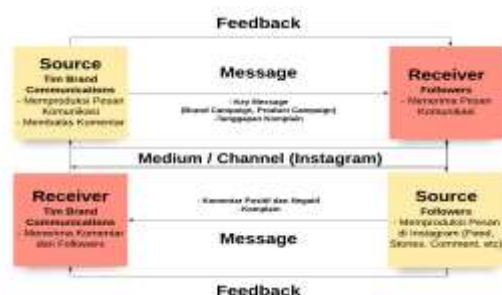 Feedback
Source
Tim Brand
Communications
- Memproduksi Pesan
Komunikasi
- Membalas Komentar
Message
- Key Message
(Brand Campaign, Product Campaign)
- Tanggapan Komplain
Receiver
Followers
- Menerima Pesan
Komunikasi
Medium / Channel (Instagram)
Receiver
Tim Brand
Communications
- Menerima Komentar
dari Followers
- Komentar Positif dan Negatif
- Komplain
Message
Source
Followers
- Memproduksi Pesan
di Instagram (Feed,
Stories, Comment, etc)
Feedback